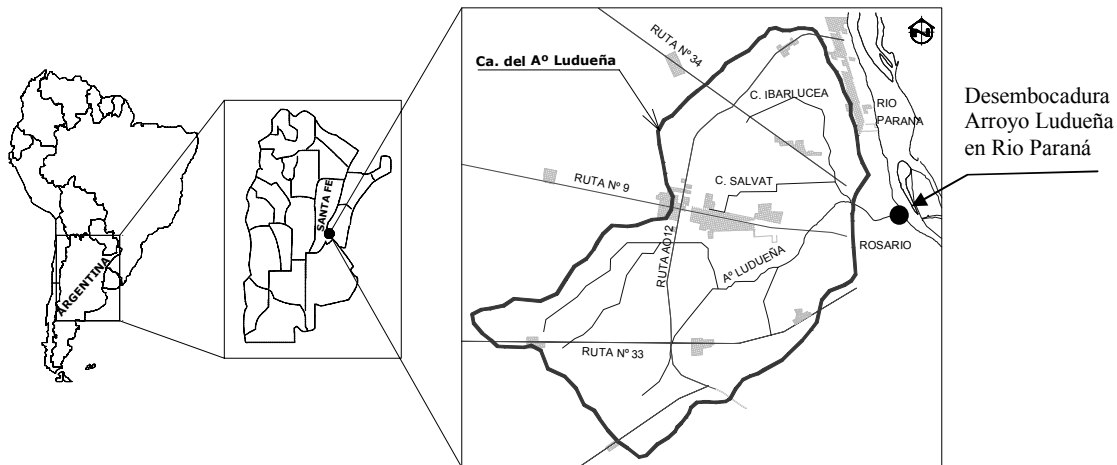 ARGENTINA
SANTA FE
Ca. del Aº Ludueña
RUTA Nº 34
C. IBARLUCEA
RIO
PARANA
RUTA Nº 9
C. SALVAT
RUTA AO12
Aº LUDUEÑA
ROSARIO
RUTA Nº 33
N
Desembocadura
Arroyo Ludueña
en Rio Paraná